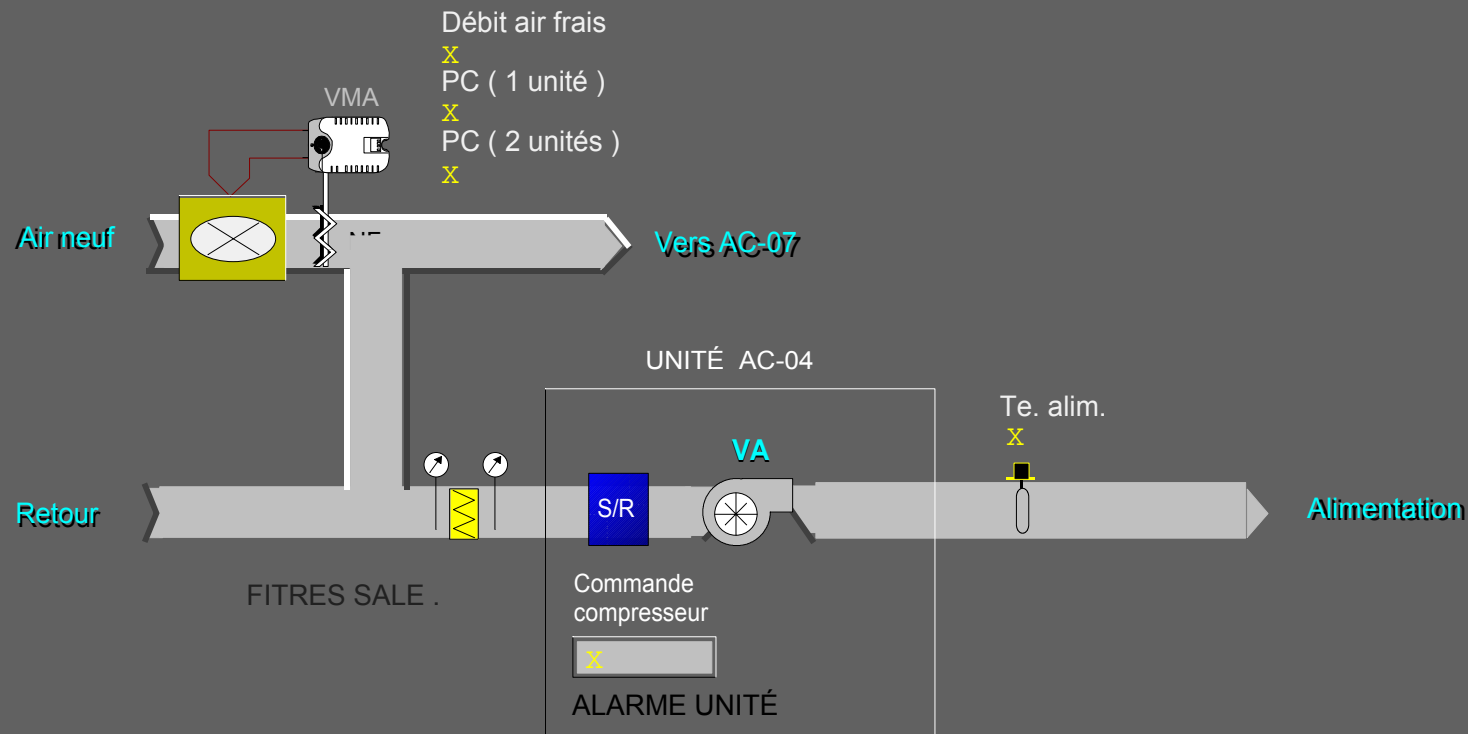 Débit air frais
X
PC ( 1 unité )
X
PC ( 2 unités )
X
VMA
Air neuf
Vers AC-07
UNITÉ AC-04
Te. alim.
X
VA
Retour
S/R
Alimentation
FITRES SALE .
Commande
compresseur
X
ALARME UNITÉ